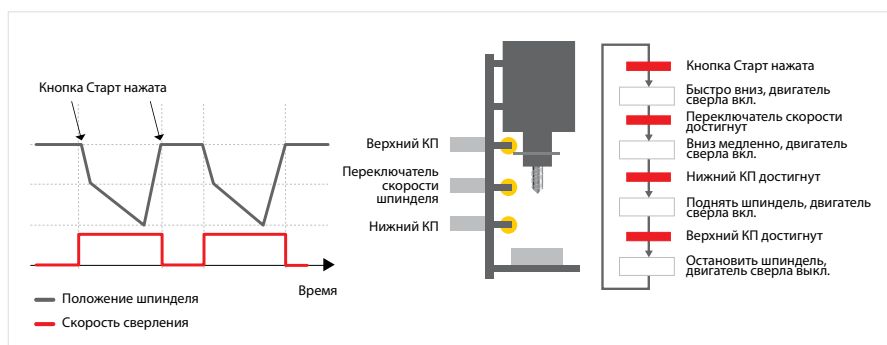 Кнопка Старт нажата
Время
Положение шпинделя
Скорость сверления
Верхний КП
Переключатель
скорости
шпинделя
Нижний КП
Кнопка Старт нажата
Быстро вниз, двигатель
сверла вкл.
Переключатель скорости
достигнут
Вниз медленно, двигатель
сверла вкл.
Нижний КП достигнут
Поднять шпиндель, двигатель
сверла вкл.
Верхний КП достигнут
Остановить шпиндель,
двигатель сверла выкл.